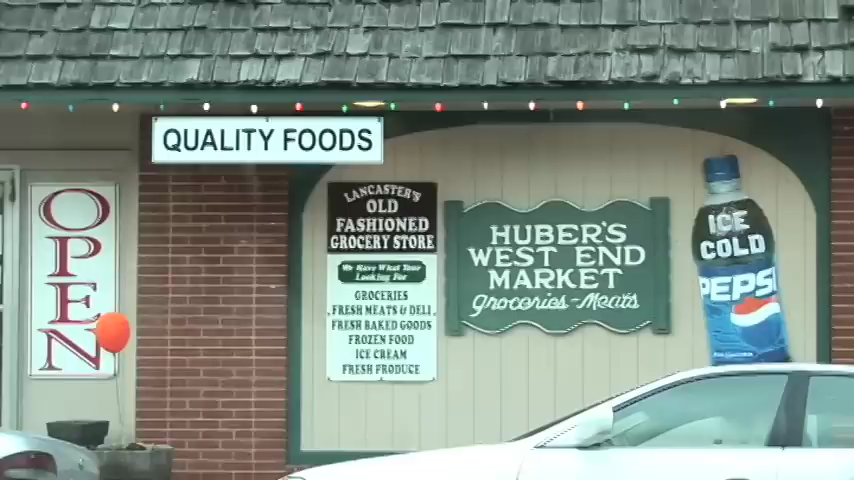 QUALITY FOODS
OPEN
LANCASTER'S
OLD
FASHIONED
GROCERY STORE
We Have What Your
Looking For
GROCERIES
FRESH MEATS & DELI
FRESH BAKED GOODS
FROZEN FOOD
ICE CREAM
FRESH PRODUCE
HUBER'S
WEST END
MARKET
Groceries - Meats
ICE
COLD
PEPSI